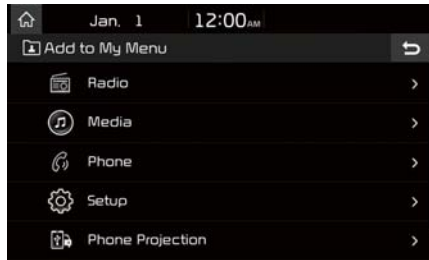 Jan. 1 12:00AM
Add to My Menu
Radio
Media
Phone
Setup
Phone Projection